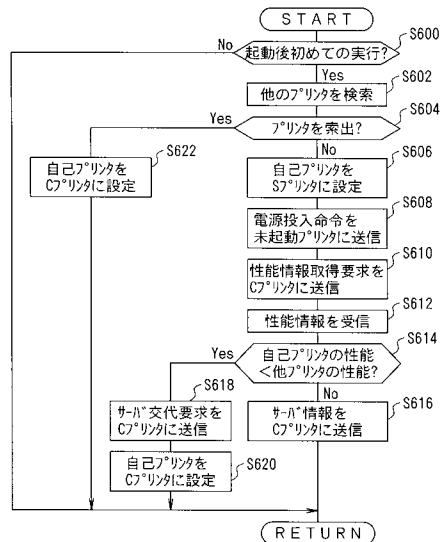 START
S600
No
起動後初めての実行?
Yes
S602
他のプリンタを検索
S604
Yes
プリンタを索出?
S622
No
S606
自己プリンタを
Cプリンタに設定
自己プリンタを
Sプリンタに設定
S608
電源投入命令を
未起動プリンタに送信
S610
性能情報取得要求を
Cプリンタに送信
S612
性能情報を受信
S614
Yes
自己プリンタの性能
<他プリンタの性能?
S618
No
S616
サーバ交代要求を
Cプリンタに送信
サーバ情報を
Cプリンタに送信
S620
自己プリンタを
Cプリンタに設定
RETURN